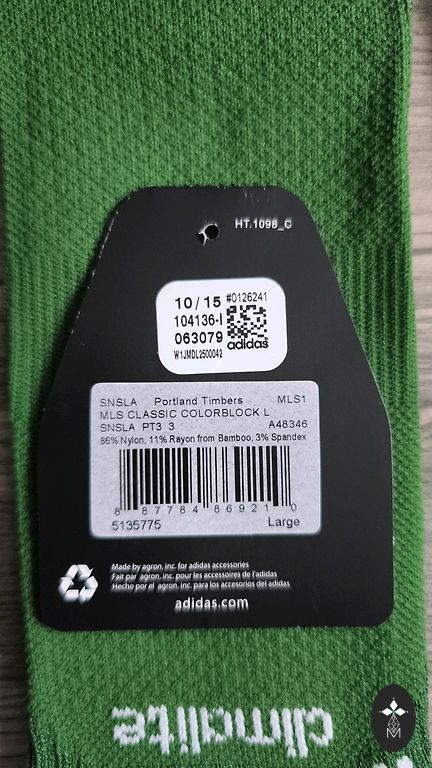 HT.1098_C
10/15 #0126241
104136-I
063079 adidas
W1JMDL2500042
SNSLA Portland Timbers MLS1
MLS CLASSIC COLORBLOCK L
SNSLA PT3 3 A48346
86% Nylon, 11% Rayon from Bamboo, 3% Spandex
8 87784 86921 0
5135775 Large
Made by agron, inc. for adidas accessories
Fait par agron, inc. pour les accessoires de l'adidas
Hecho por el agron, inc. para los accesorios del adidas
adidas.com
climalite
M